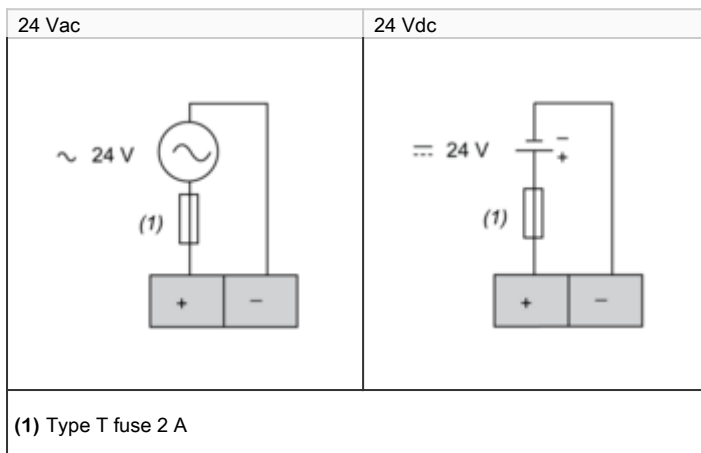 24 Vac
24 Vdc
~ 24 V
(1)
+ −
⎓ 24 V
−
+
(1)
+ −
(1) Type T fuse 2 A